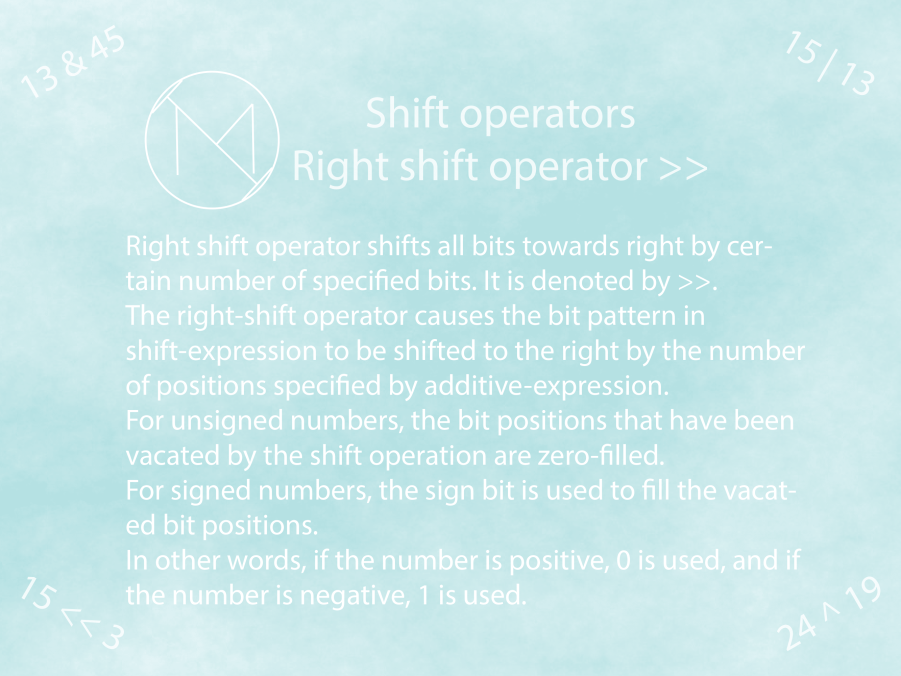 13 & 45
15 | 13
Shift operators
Right shift operator >>
Right shift operator shifts all bits towards right by cer-
tain number of specified bits. It is denoted by >>.
The right-shift operator causes the bit pattern in
shift-expression to be shifted to the right by the number
of positions specified by additive-expression.
For unsigned numbers, the bit positions that have been
vacated by the shift operation are zero-filled.
For signed numbers, the sign bit is used to fill the vacat-
ed bit positions.
In other words, if the number is positive, 0 is used, and if
the number is negative, 1 is used.
15 << 3
24 ^ 19